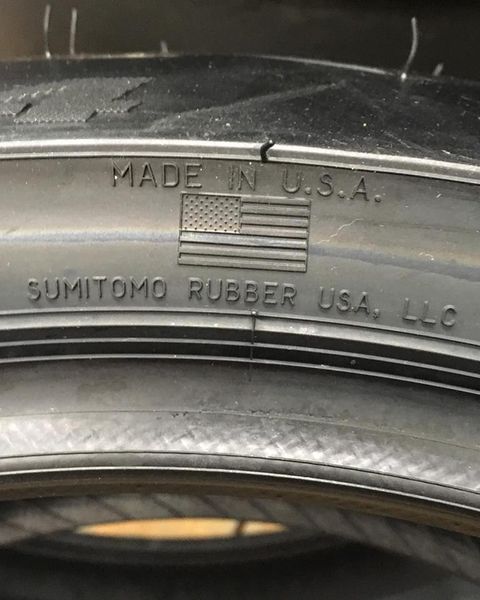 MADE IN U.S.A.
SUMITOMO RUBBER USA, LLC